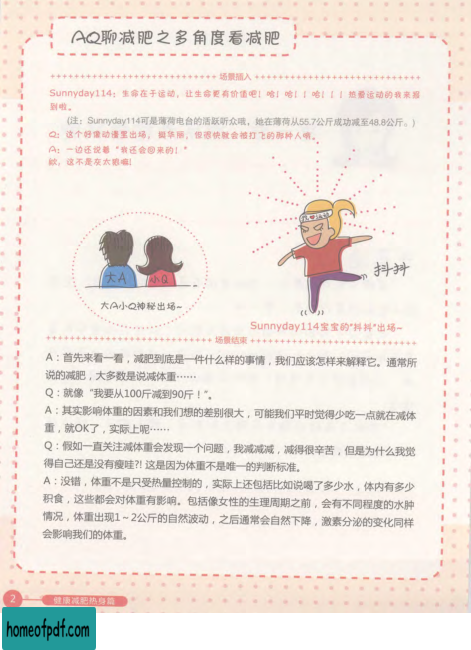 AQ聊减肥之多角度看减肥
场景插入
Sunnyday114：生命在于运动，让生命更有价值吧！哈！哈！！哈！！！热爱运动的我来报
到啦。
（注：Sunnyday114可是薄荷电台的活跃听众哦。她在薄荷从55.7公斤成功减至48.8公斤。）
Q：这个好像动漫里出场，挺华丽，但很快就会被打飞的那种人哦。
A：一边还说着“我还会回来的！”
欸，这不是灰太狼嘛！
大A
小Q
大A小Q神秘出场~
抖抖
Sunnyday114宝宝的“抖抖”出场~
场景结束
A：首先来看一看，减肥到底是一件什么样的事情，我们应该怎样来解释它。通常所
说的减肥，大多数是说减体重……
Q：就像“我要从100斤减到90斤！”。
A：其实影响体重的因素和我们想的差别很大，可能我们平时觉得少吃一点就在减体
重，就OK了，实际上呢……
Q：假如一直关注减体重会发现一个问题，我减减减，减得很辛苦，但是为什么我觉
得自己还是没有瘦哇?! 这是因为体重不是唯一的判断标准。
A：没错，体重不是只受热量控制的，实际上还包括比如说喝了多少水，体内有多少
积食，这些都会对体重有影响。包括像女性的生理周期之前，会有不同程度的水肿
情况，体重出现1～2公斤的自然波动，之后通常会自然下降，激素分泌的变化同样
会影响我们的体重。
2
健康减肥热身篇
homeofpdf.com